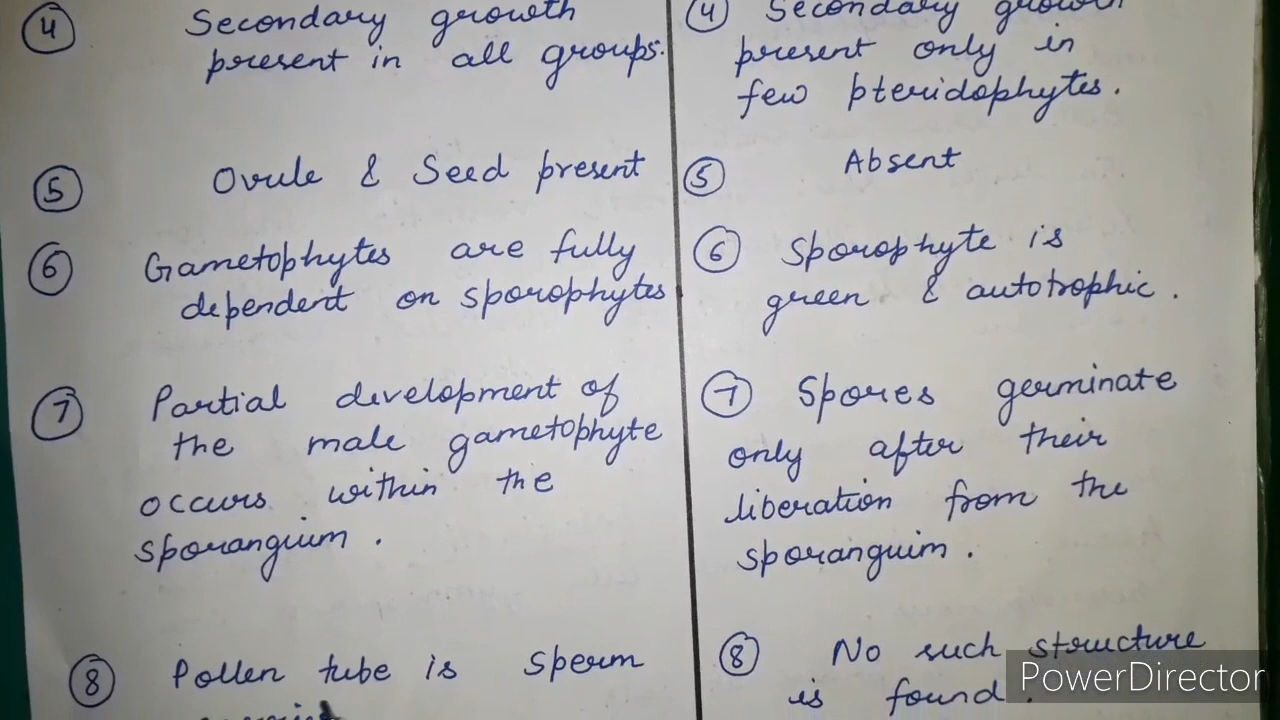 4 Secondary growth
present in all groups.
5 Ovule & Seed present
6 Gametophytes are fully
dependent on sporophytes
7 Partial development of
the male gametophyte
occurs within the
sporangium.
8 Pollen tube is sperm
4 Secondary growth
present only in
few pteridophytes.
5 Absent
6 Sporophyte is
green & autotrophic.
7 Spores germinate
only after their
liberation from the
sporanguim.
8 No such structure
is found.
PowerDirector